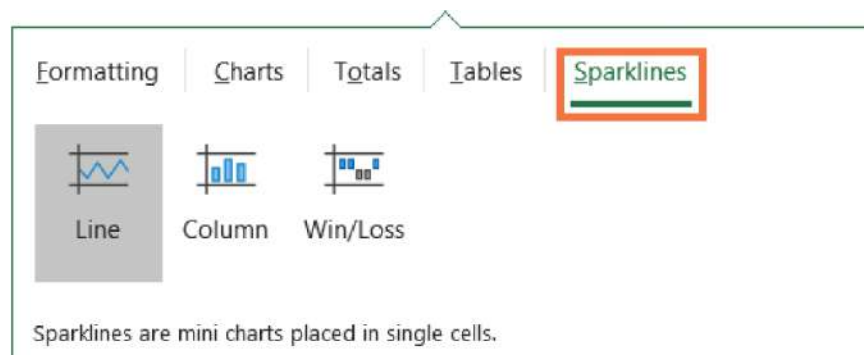 Formatting Charts Totals Tables Sparklines
Line Column Win/Loss
Sparklines are mini charts placed in single cells.